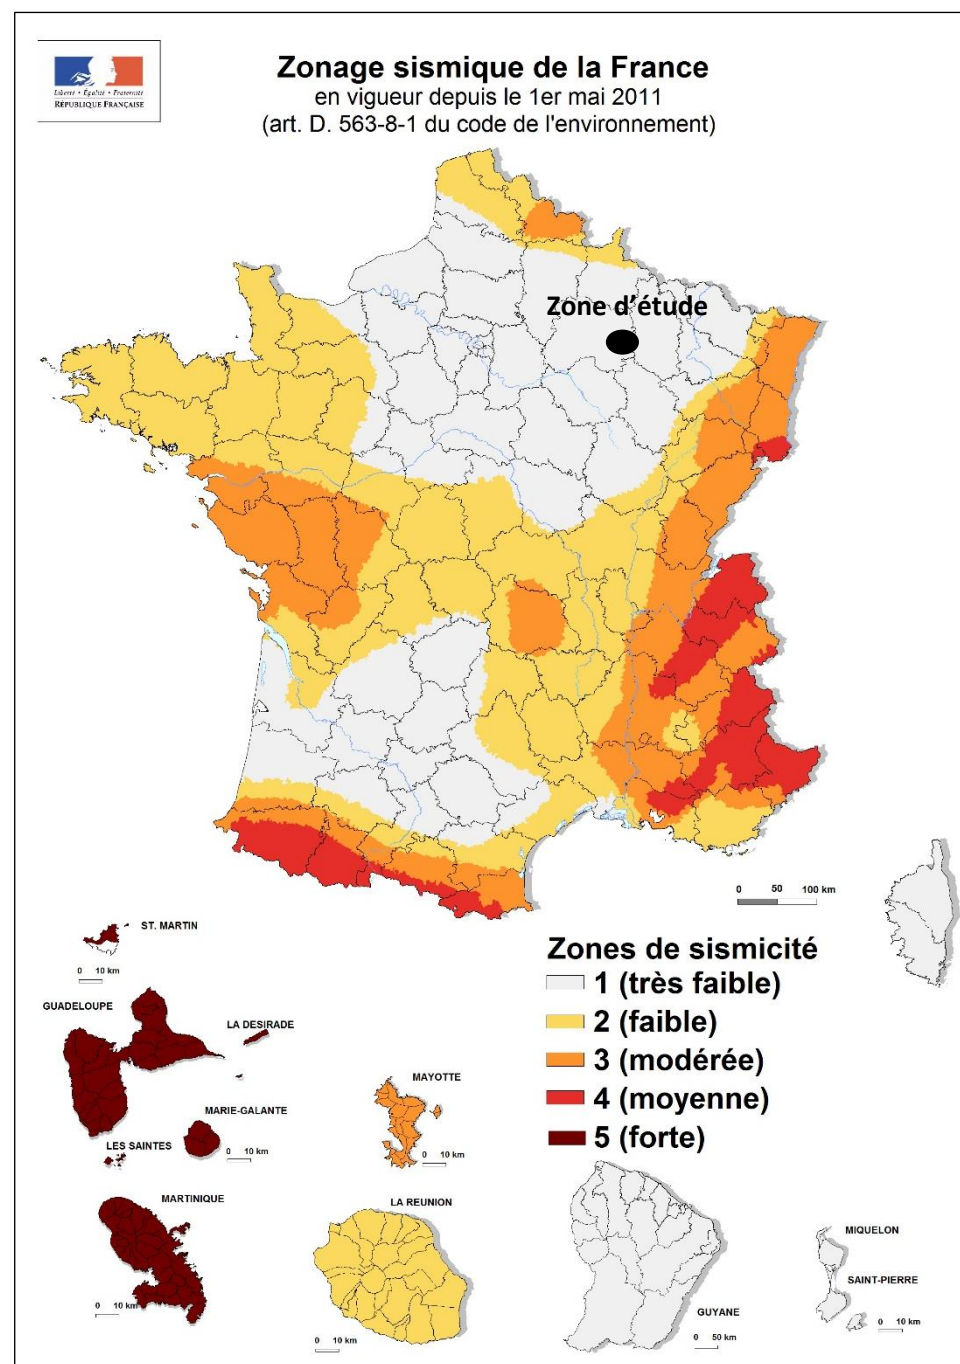 Liberté • Égalité • Fraternité
RÉPUBLIQUE FRANÇAISE
Zonage sismique de la France
en vigueur depuis le 1er mai 2011
(art. D. 563-8-1 du code de l'environnement)
Zone d'étude
0 50 100 km
ST. MARTIN
0 10 km
GUADELOUPE
LA DESIRADE
MARIE-GALANTE
0 10 km
LES SAINTES
MAYOTTE
0 10 km
Zones de sismicité
1 (très faible)
2 (faible)
3 (modérée)
4 (moyenne)
5 (forte)
MARTINIQUE
0 10 km
LA REUNION
0 10 km
GUYANE
0 50 km
MIQUELON
SAINT-PIERRE
0 10 km